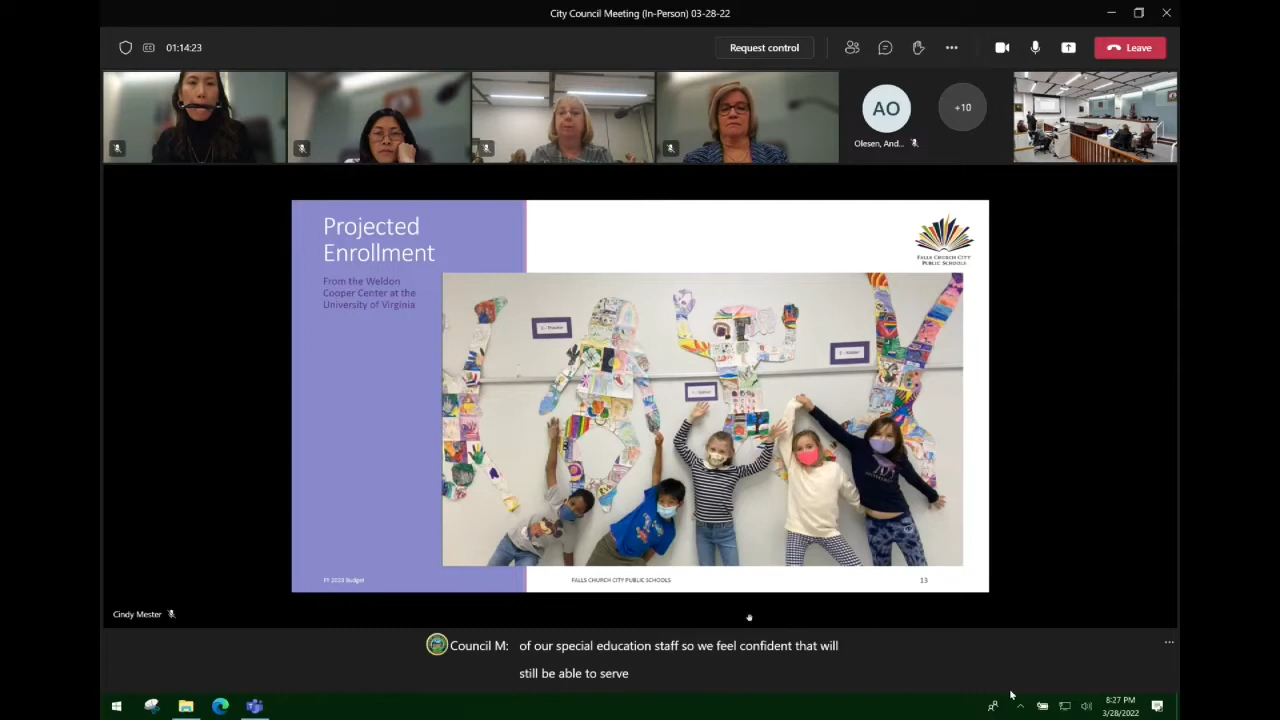 City Council Meeting (In-Person) 03-28-22
CC
01:14:23
Request control
Leave
AO
+10
Olesen, And...
Projected
Enrollment
From the Weldon
Cooper Center at the
University of Virginia
FALLS CHURCH CITY
PUBLIC SCHOOLS
FY 2023 Budget
FALLS CHURCH CITY PUBLIC SCHOOLS
13
Cindy Mester
Council M: of our special education staff so we feel confident that will
still be able to serve
8:27 PM
3/28/2022